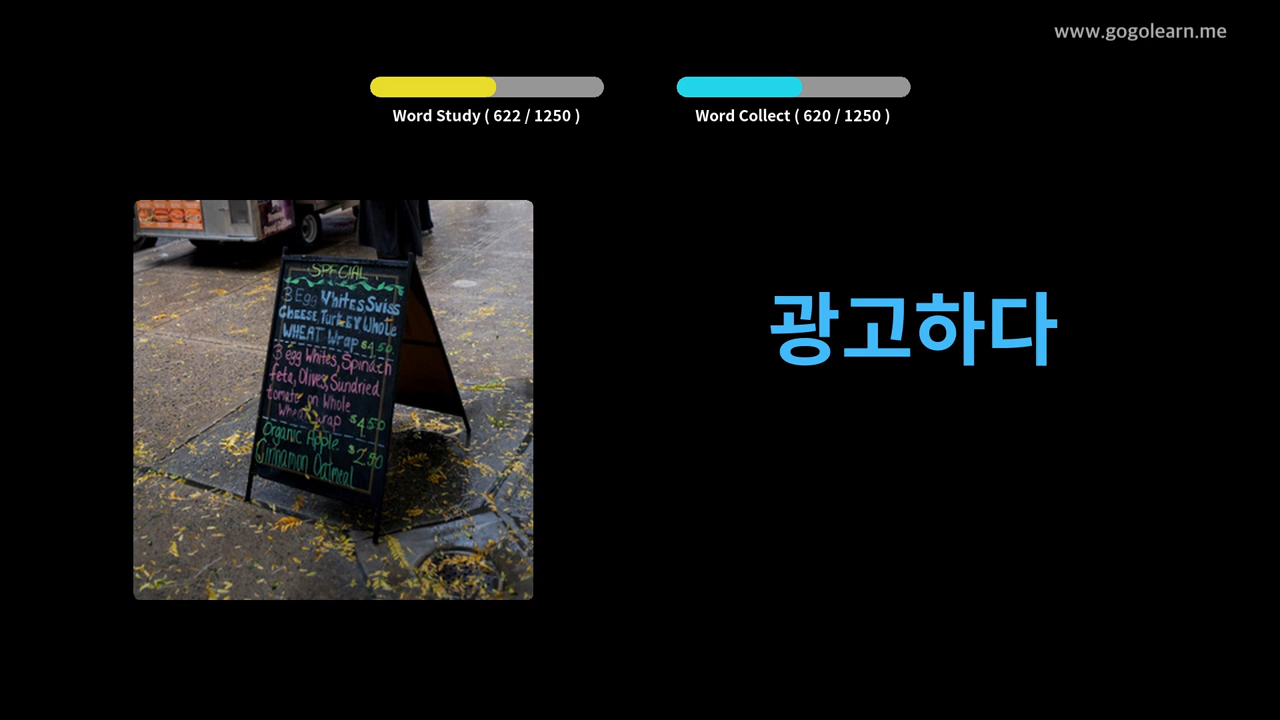 www.gogolearn.me
Word Study ( 622 / 1250 )
Word Collect ( 620 / 1250 )
SPECIAL
3 Egg Whites, Swiss
Cheese, Turkey Whole
WHEAT Wrap $4.50
3 egg Whites, Spinach
feta, Olives, Sundried
tomato on Whole
Wheat wrap $4.50
Organic Apple
Cinnamon Oatmeal $2.50
광고하다